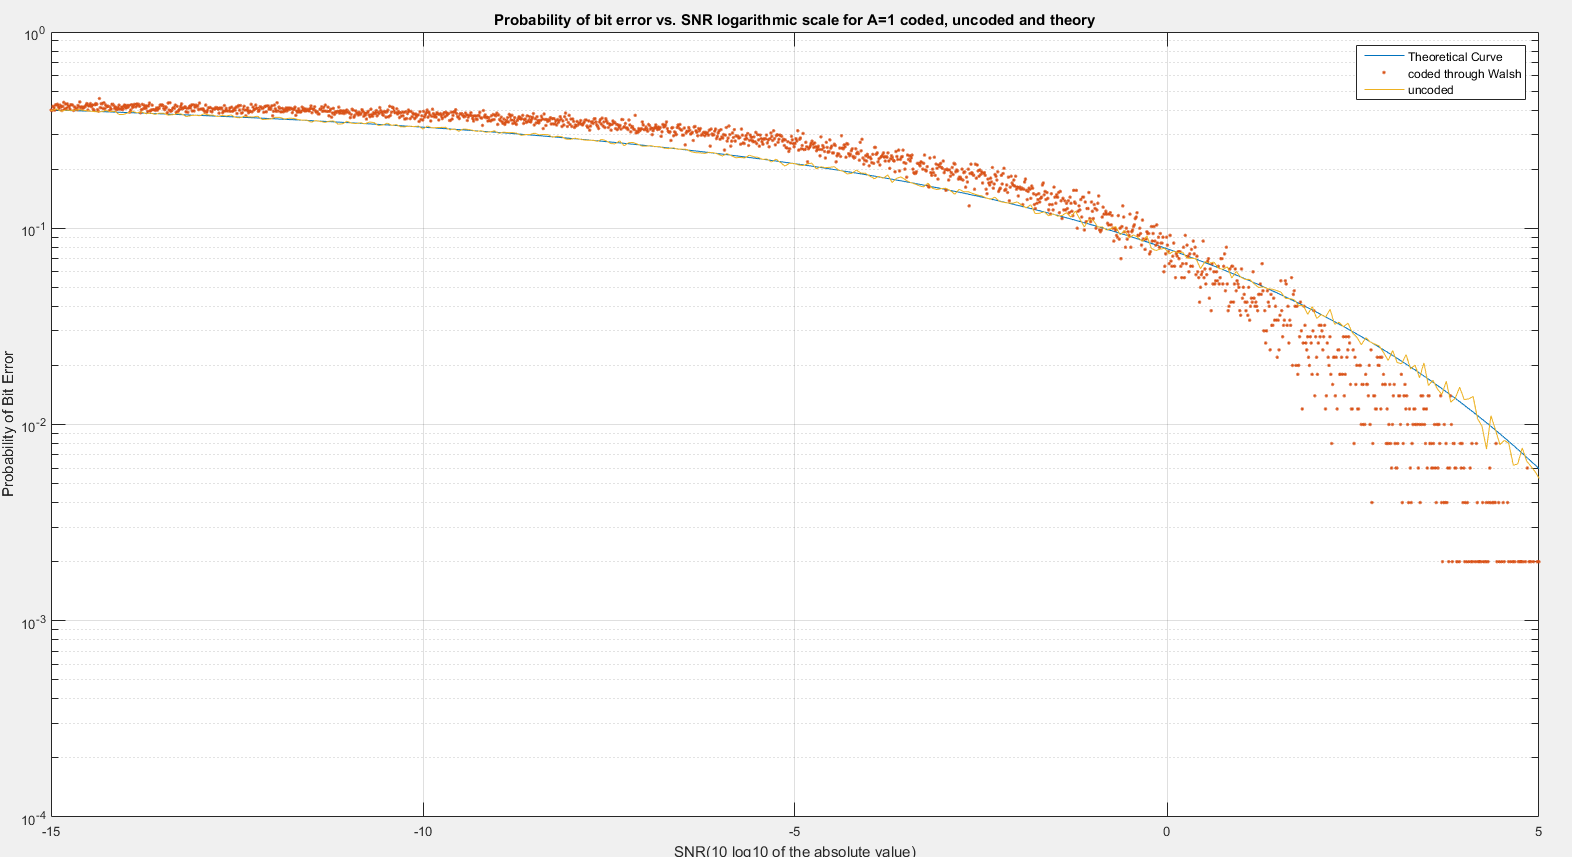 Probability of bit error vs. SNR logarithmic scale for A=1 coded, uncoded and theory
10^0
Theoretical Curve
coded through Walsh
uncoded
10^-1
10^-2
10^-3
10^-4
Probability of Bit Error
-15
-10
-5
0
5
SNR(10 log10 of the absolute value)